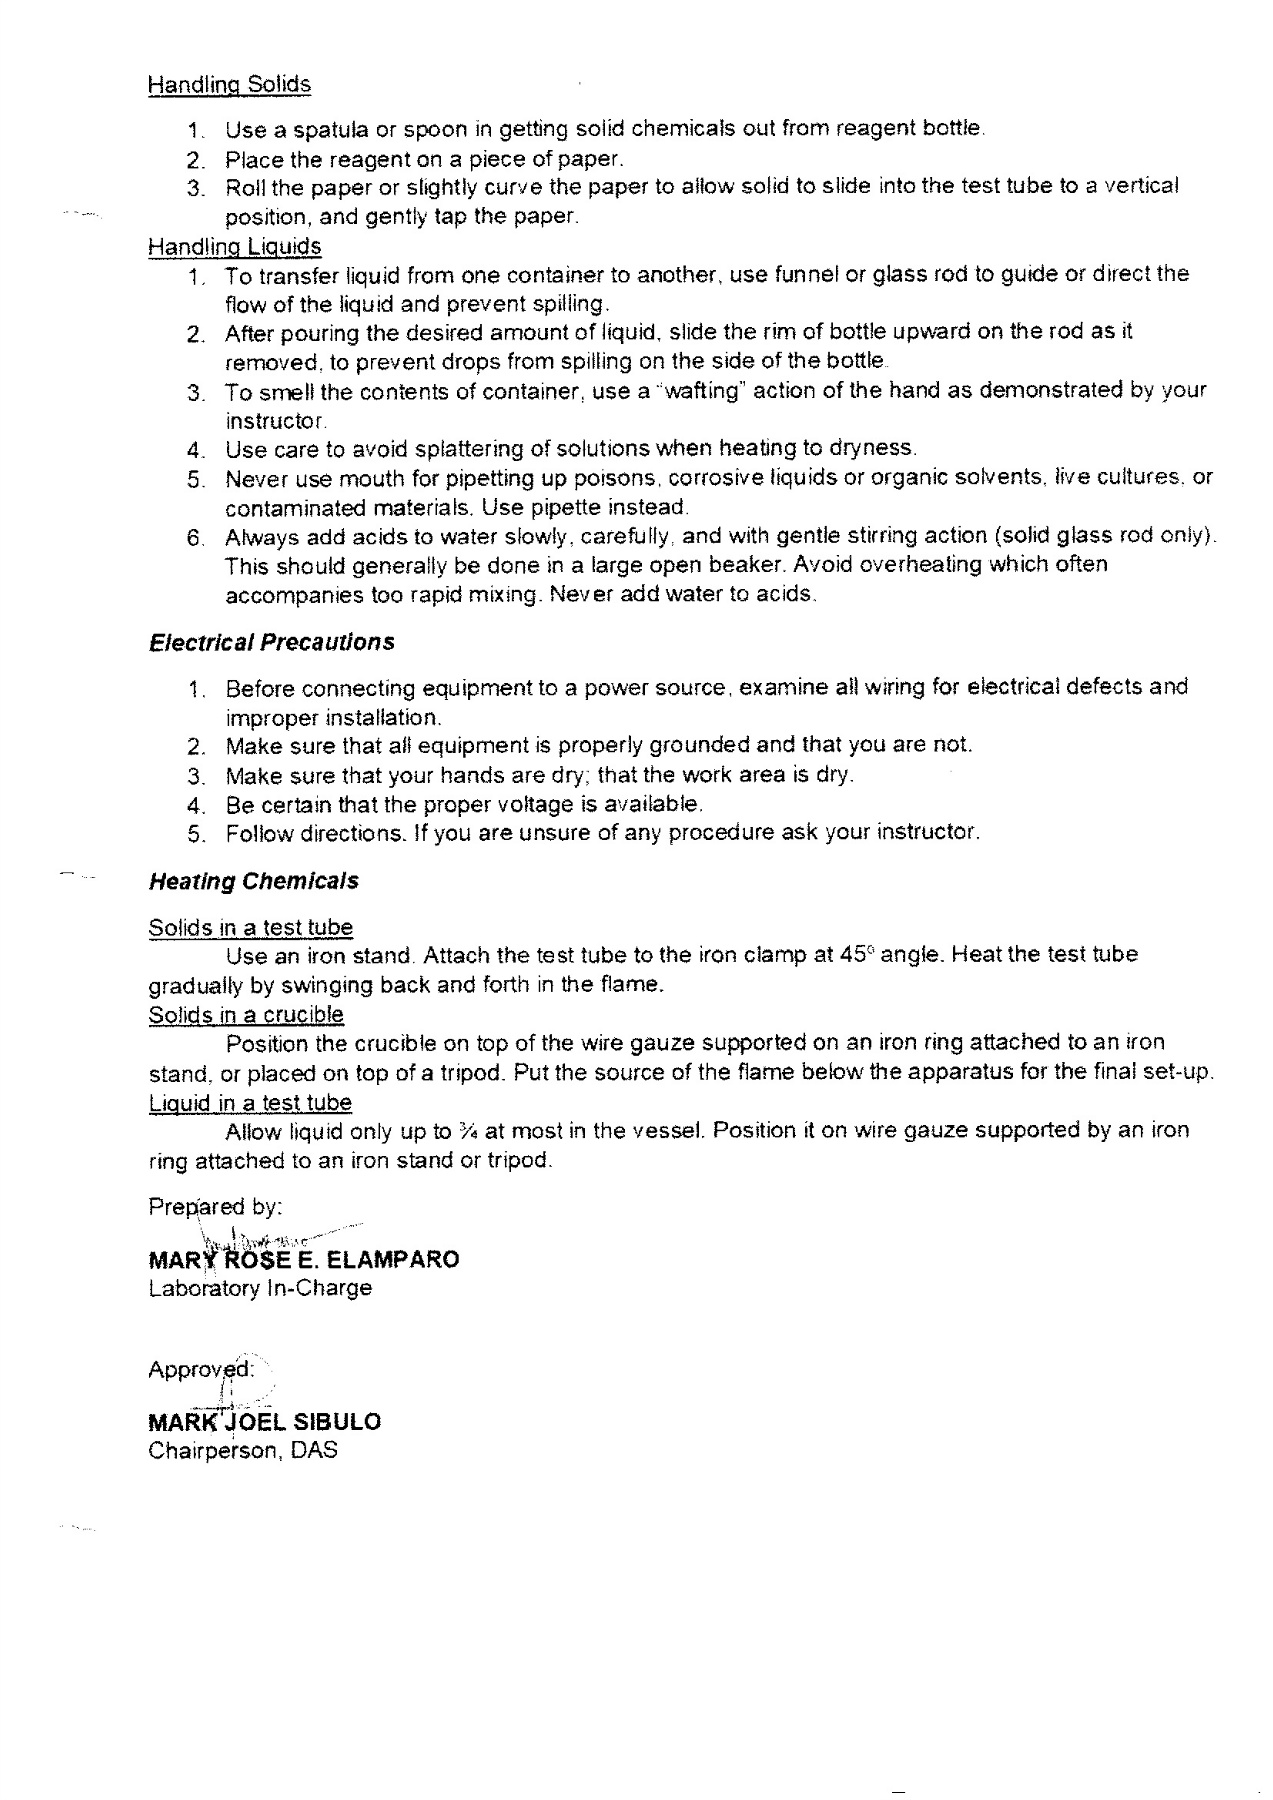 Handling Solids
1. Use a spatula or spoon in getting solid chemicals out from reagent bottle.
2. Place the reagent on a piece of paper.
3. Roll the paper or slightly curve the paper to allow solid to slide into the test tube to a vertical
position, and gently tap the paper.
Handling Liquids
1. To transfer liquid from one container to another, use funnel or glass rod to guide or direct the
flow of the liquid and prevent spilling.
2. After pouring the desired amount of liquid, slide the rim of bottle upward on the rod as it
removed, to prevent drops from spilling on the side of the bottle.
3. To smell the contents of container, use a "wafting" action of the hand as demonstrated by your
instructor.
4. Use care to avoid splattering of solutions when heating to dryness.
5. Never use mouth for pipetting up poisons, corrosive liquids or organic solvents, live cultures, or
contaminated materials. Use pipette instead.
6. Always add acids to water slowly, carefully, and with gentle stirring action (solid glass rod only).
This should generally be done in a large open beaker. Avoid overheating which often
accompanies too rapid mixing. Never add water to acids.
Electrical Precautions
1. Before connecting equipment to a power source, examine all wiring for electrical defects and
improper installation.
2. Make sure that all equipment is properly grounded and that you are not.
3. Make sure that your hands are dry; that the work area is dry.
4. Be certain that the proper voltage is available.
5. Follow directions. If you are unsure of any procedure ask your instructor.
Heating Chemicals
Solids in a test tube
Use an iron stand. Attach the test tube to the iron clamp at 45° angle. Heat the test tube
gradually by swinging back and forth in the flame.
Solids in a crucible
Position the crucible on top of the wire gauze supported on an iron ring attached to an iron
stand, or placed on top of a tripod. Put the source of the flame below the apparatus for the final set-up.
Liquid in a test tube
Allow liquid only up to ¾ at most in the vessel. Position it on wire gauze supported by an iron
ring attached to an iron stand or tripod.
Prepared by:
MARY ROSE E. ELAMPARO
Laboratory In-Charge
Approved:
MARK JOEL SIBULO
Chairperson, DAS